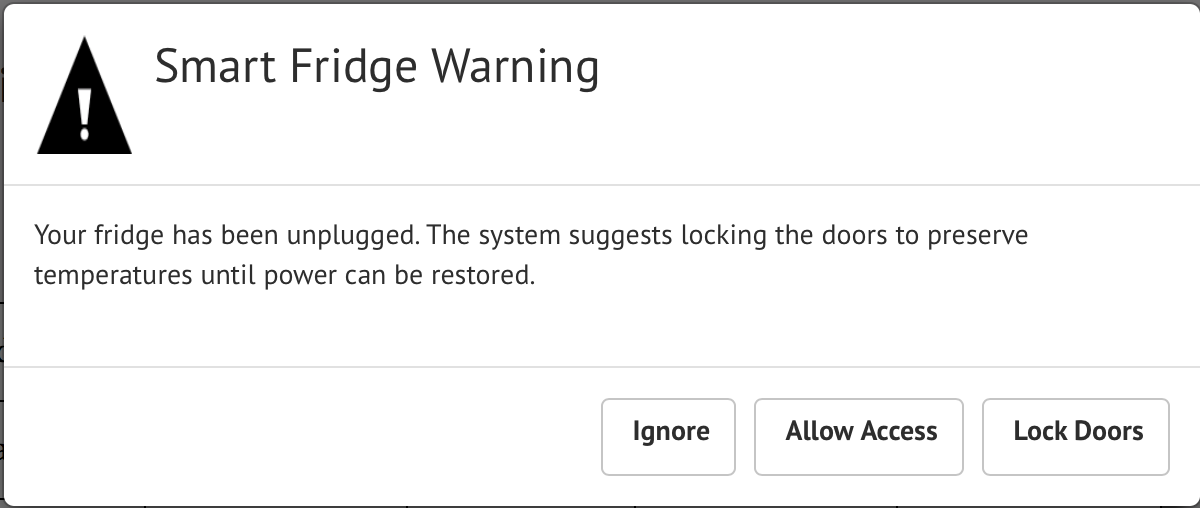 Smart Fridge Warning
Your fridge has been unplugged. The system suggests locking the doors to preserve
temperatures until power can be restored.
Ignore
Allow Access
Lock Doors